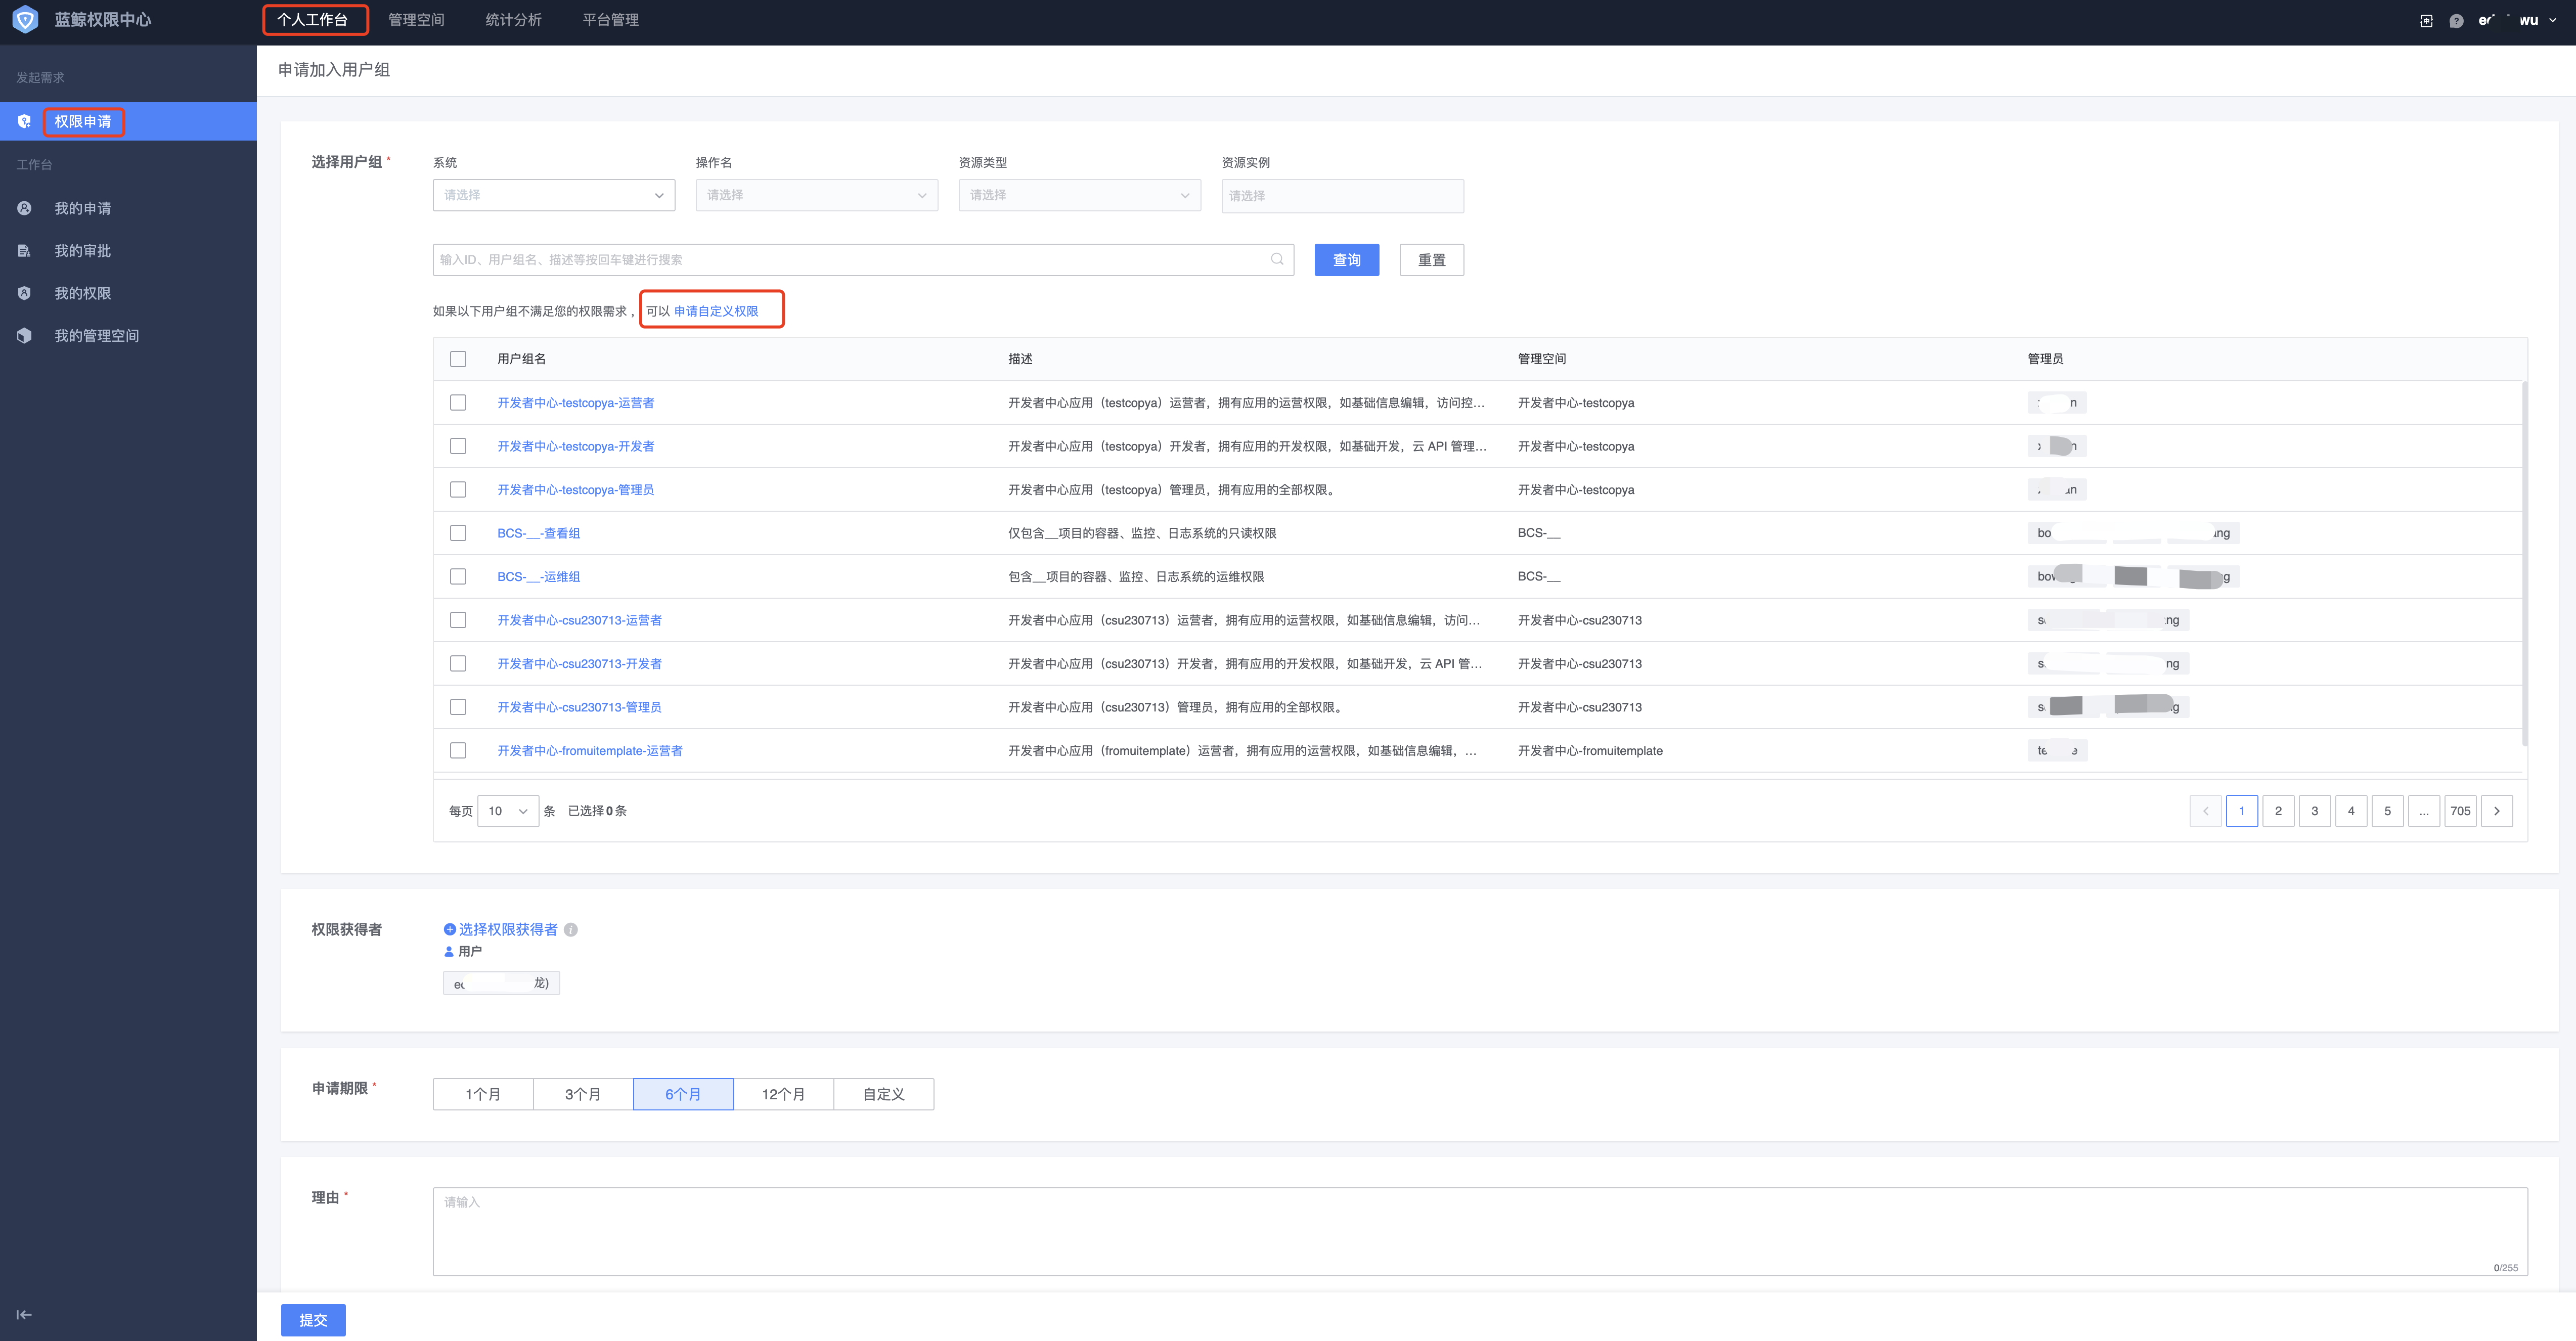 蓝鲸权限中心 个人工作台 管理空间 统计分析 平台管理 wu
发起需求
权限申请
工作台
我的申请
我的审批
我的权限
我的管理空间
申请加入用户组
选择用户组 *
系统 操作名 资源类型 资源实例
请选择 请选择 请选择 请选择
输入ID、用户组名、描述等按回车键进行搜索 查询 重置
如果以下用户组不满足您的权限需求， 可以 申请自定义权限
用户组名 描述 管理空间 管理员
开发者中心-testcopya-运营者 开发者中心应用（testcopya）运营者，拥有应用的运营权限，如基础信息编辑，访问控... 开发者中心-testcopya
开发者中心-testcopya-开发者 开发者中心应用（testcopya）开发者，拥有应用的开发权限，如基础开发，云 API 管理... 开发者中心-testcopya
开发者中心-testcopya-管理员 开发者中心应用（testcopya）管理员，拥有应用的全部权限。 开发者中心-testcopya
BCS-__-查看组 仅包含__项目的容器、监控、日志系统的只读权限 BCS-__
BCS-__-运维组 包含__项目的容器、监控、日志系统的运维权限 BCS-__
开发者中心-csu230713-运营者 开发者中心应用（csu230713）运营者，拥有应用的运营权限，如基础信息编辑，访问... 开发者中心-csu230713
开发者中心-csu230713-开发者 开发者中心应用（csu230713）开发者，拥有应用的开发权限，如基础开发，云 API 管... 开发者中心-csu230713
开发者中心-csu230713-管理员 开发者中心应用（csu230713）管理员，拥有应用的全部权限。 开发者中心-csu230713
开发者中心-fromuitemplate-运营者 开发者中心应用（fromuitemplate）运营者，拥有应用的运营权限，如基础信息编辑，... 开发者中心-fromuitemplate
每页 10 条 已选择 0 条 1 2 3 4 5 ... 705
权限获得者
选择权限获得者
用户
龙)
申请期限 *
1个月 3个月 6个月 12个月 自定义
理由 *
请输入
0/255
提交